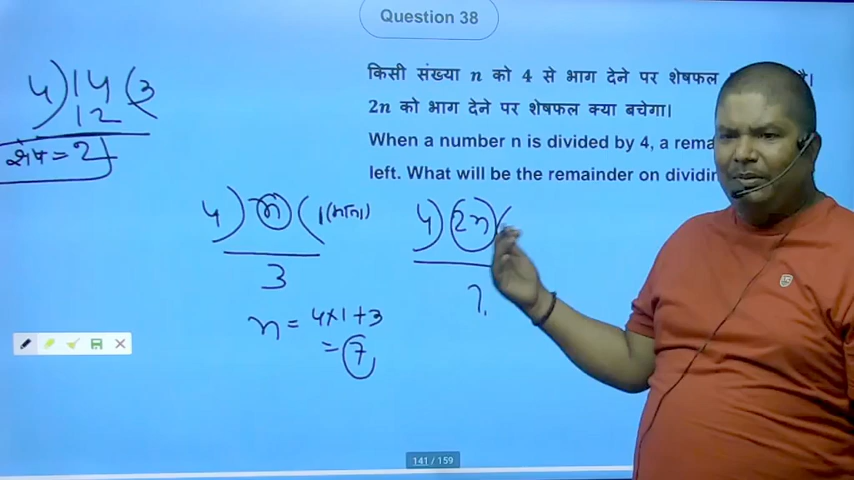 Question 38
किसी संख्या n को 4 से भाग देने पर शेषफल
2n को भाग देने पर शेषफल क्या बचेगा।
When a number n is divided by 4, a rema
left. What will be the remainder on dividin
4)14(3
12
शेष = 2
4)n(1(माना)
3
n = 4x1+3
= 7
4)2n(
?
141 / 159